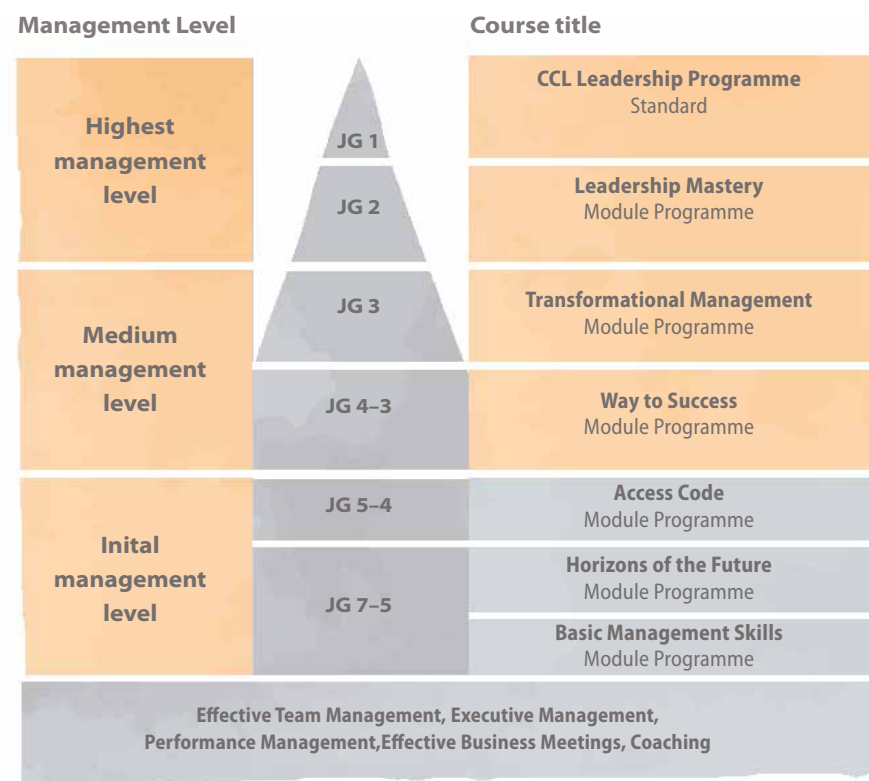 Management Level
Course title
Highest
management
level
JG 1
CCL Leadership Programme
Standard
JG 2
Leadership Mastery
Module Programme
Medium
management
level
JG 3
Transformational Management
Module Programme
JG 4–3
Way to Success
Module Programme
Inital
management
level
JG 5–4
Access Code
Module Programme
JG 7–5
Horizons of the Future
Module Programme
Basic Management Skills
Module Programme
Effective Team Management, Executive Management,
Performance Management,Effective Business Meetings, Coaching